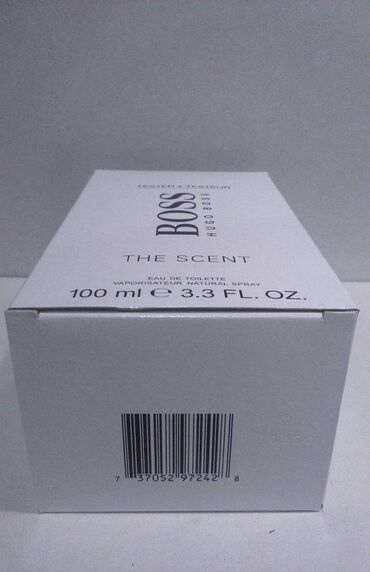 TESTER • TESTEUR
BOSS
HUGO BOSS
THE SCENT
EAU DE TOILETTE
VAPORISATEUR NATURAL SPRAY
100 ml ℮ 3.3 FL. OZ.
7 37052 97242 8